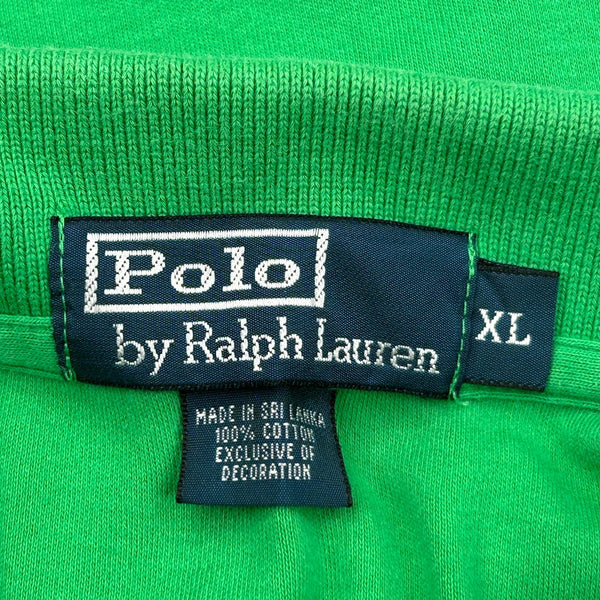 Polo
by Ralph Lauren
XL
MADE IN SRI LANKA
100% COTTON
EXCLUSIVE OF
DECORATION